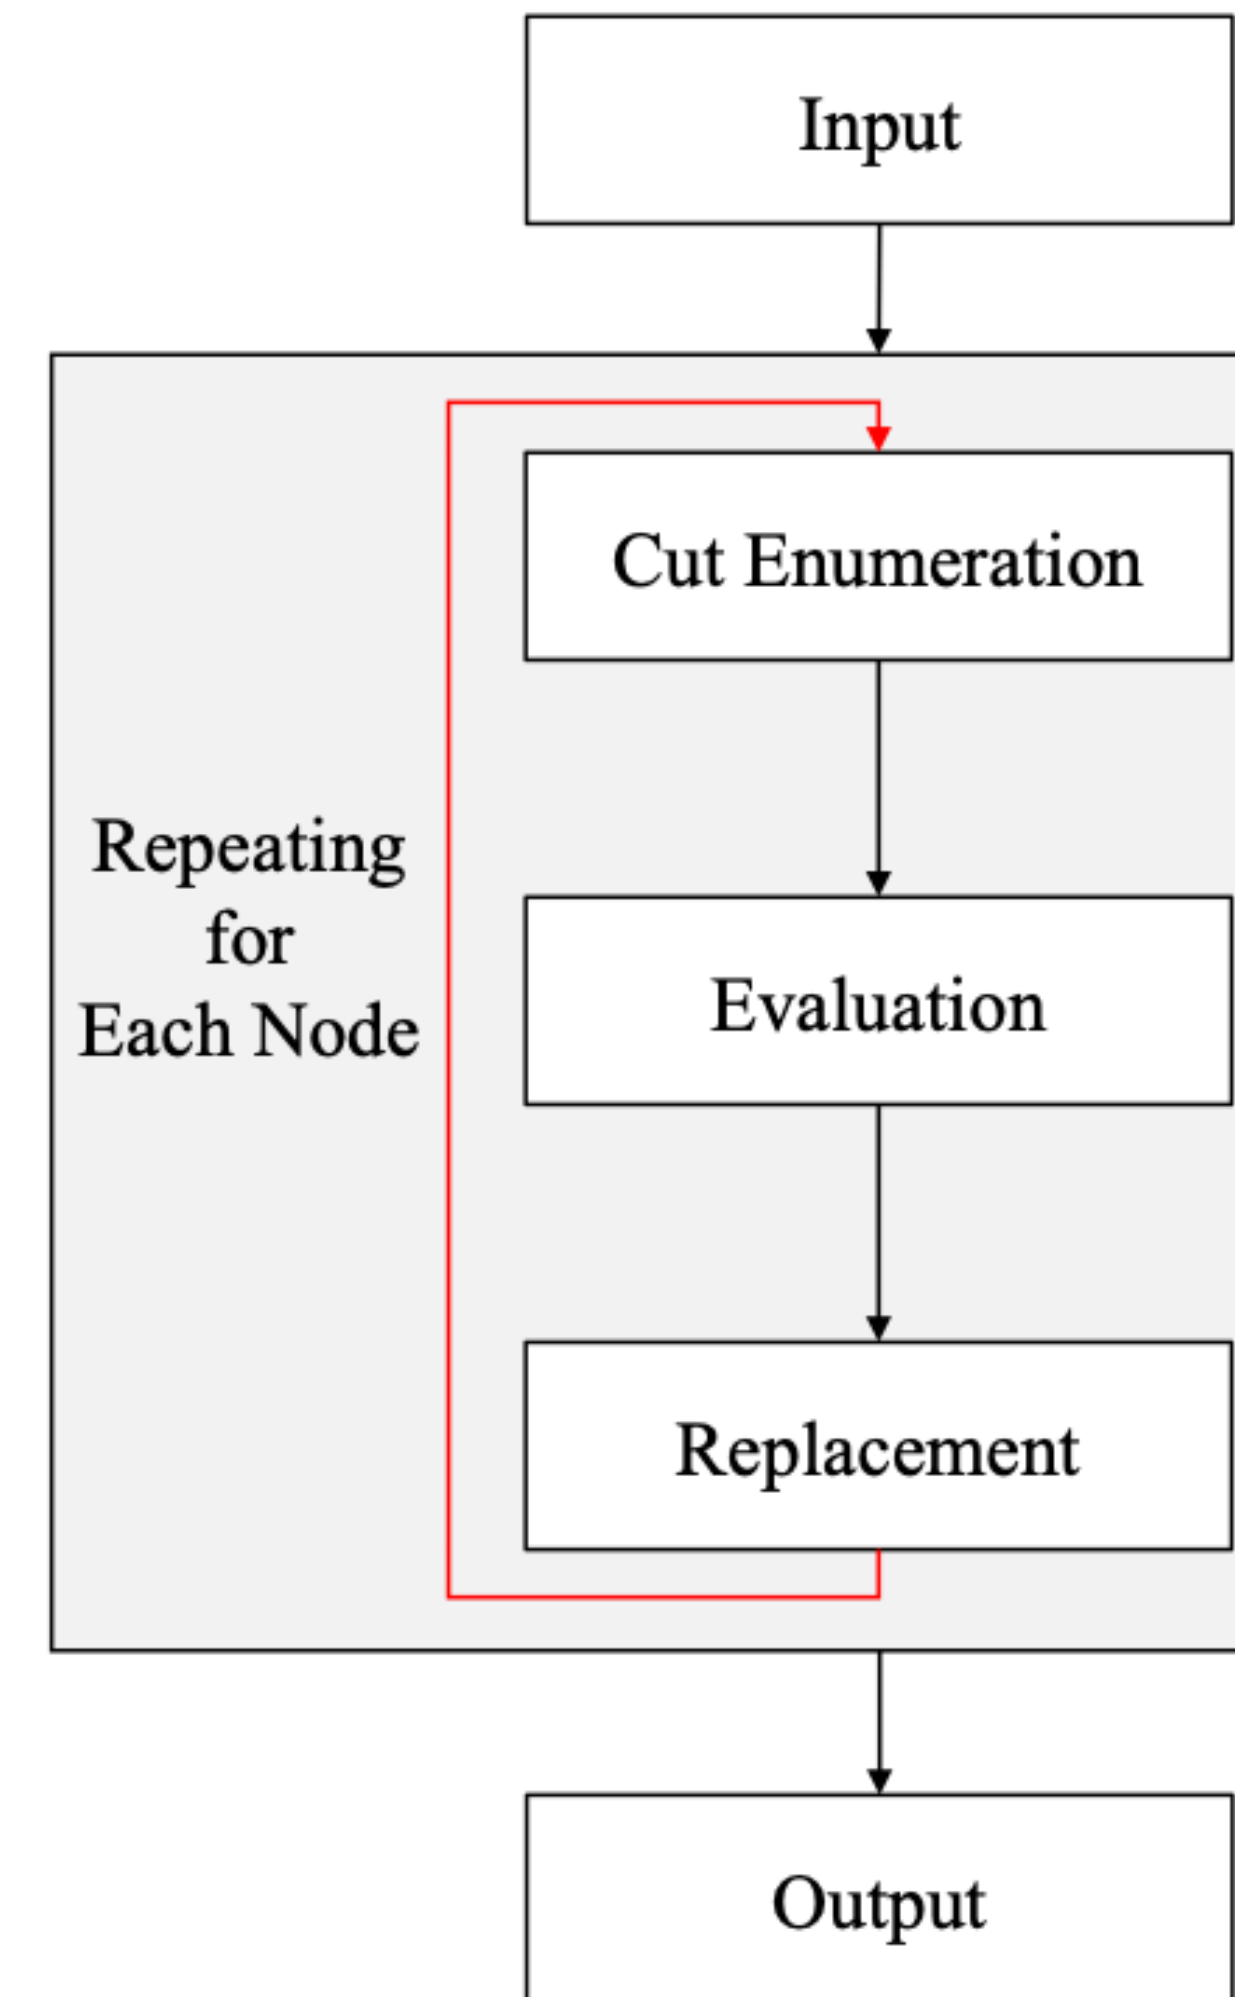 Input
Cut Enumeration
Repeating
for
Each Node
Evaluation
Replacement
Output